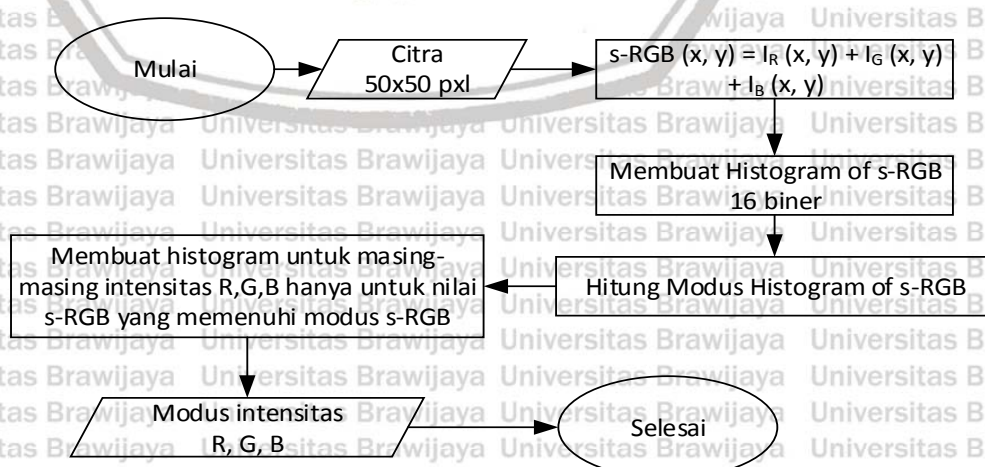 Mulai
Citra
50x50 pxl
s-RGB (x, y) = I_R (x, y) + I_G (x, y)
+ I_B (x, y)
Membuat Histogram of s-RGB
16 biner
Hitung Modus Histogram of s-RGB
Membuat histogram untuk masing-
masing intensitas R,G,B hanya untuk nilai
s-RGB yang memenuhi modus s-RGB
Modus intensitas
R, G, B
Selesai